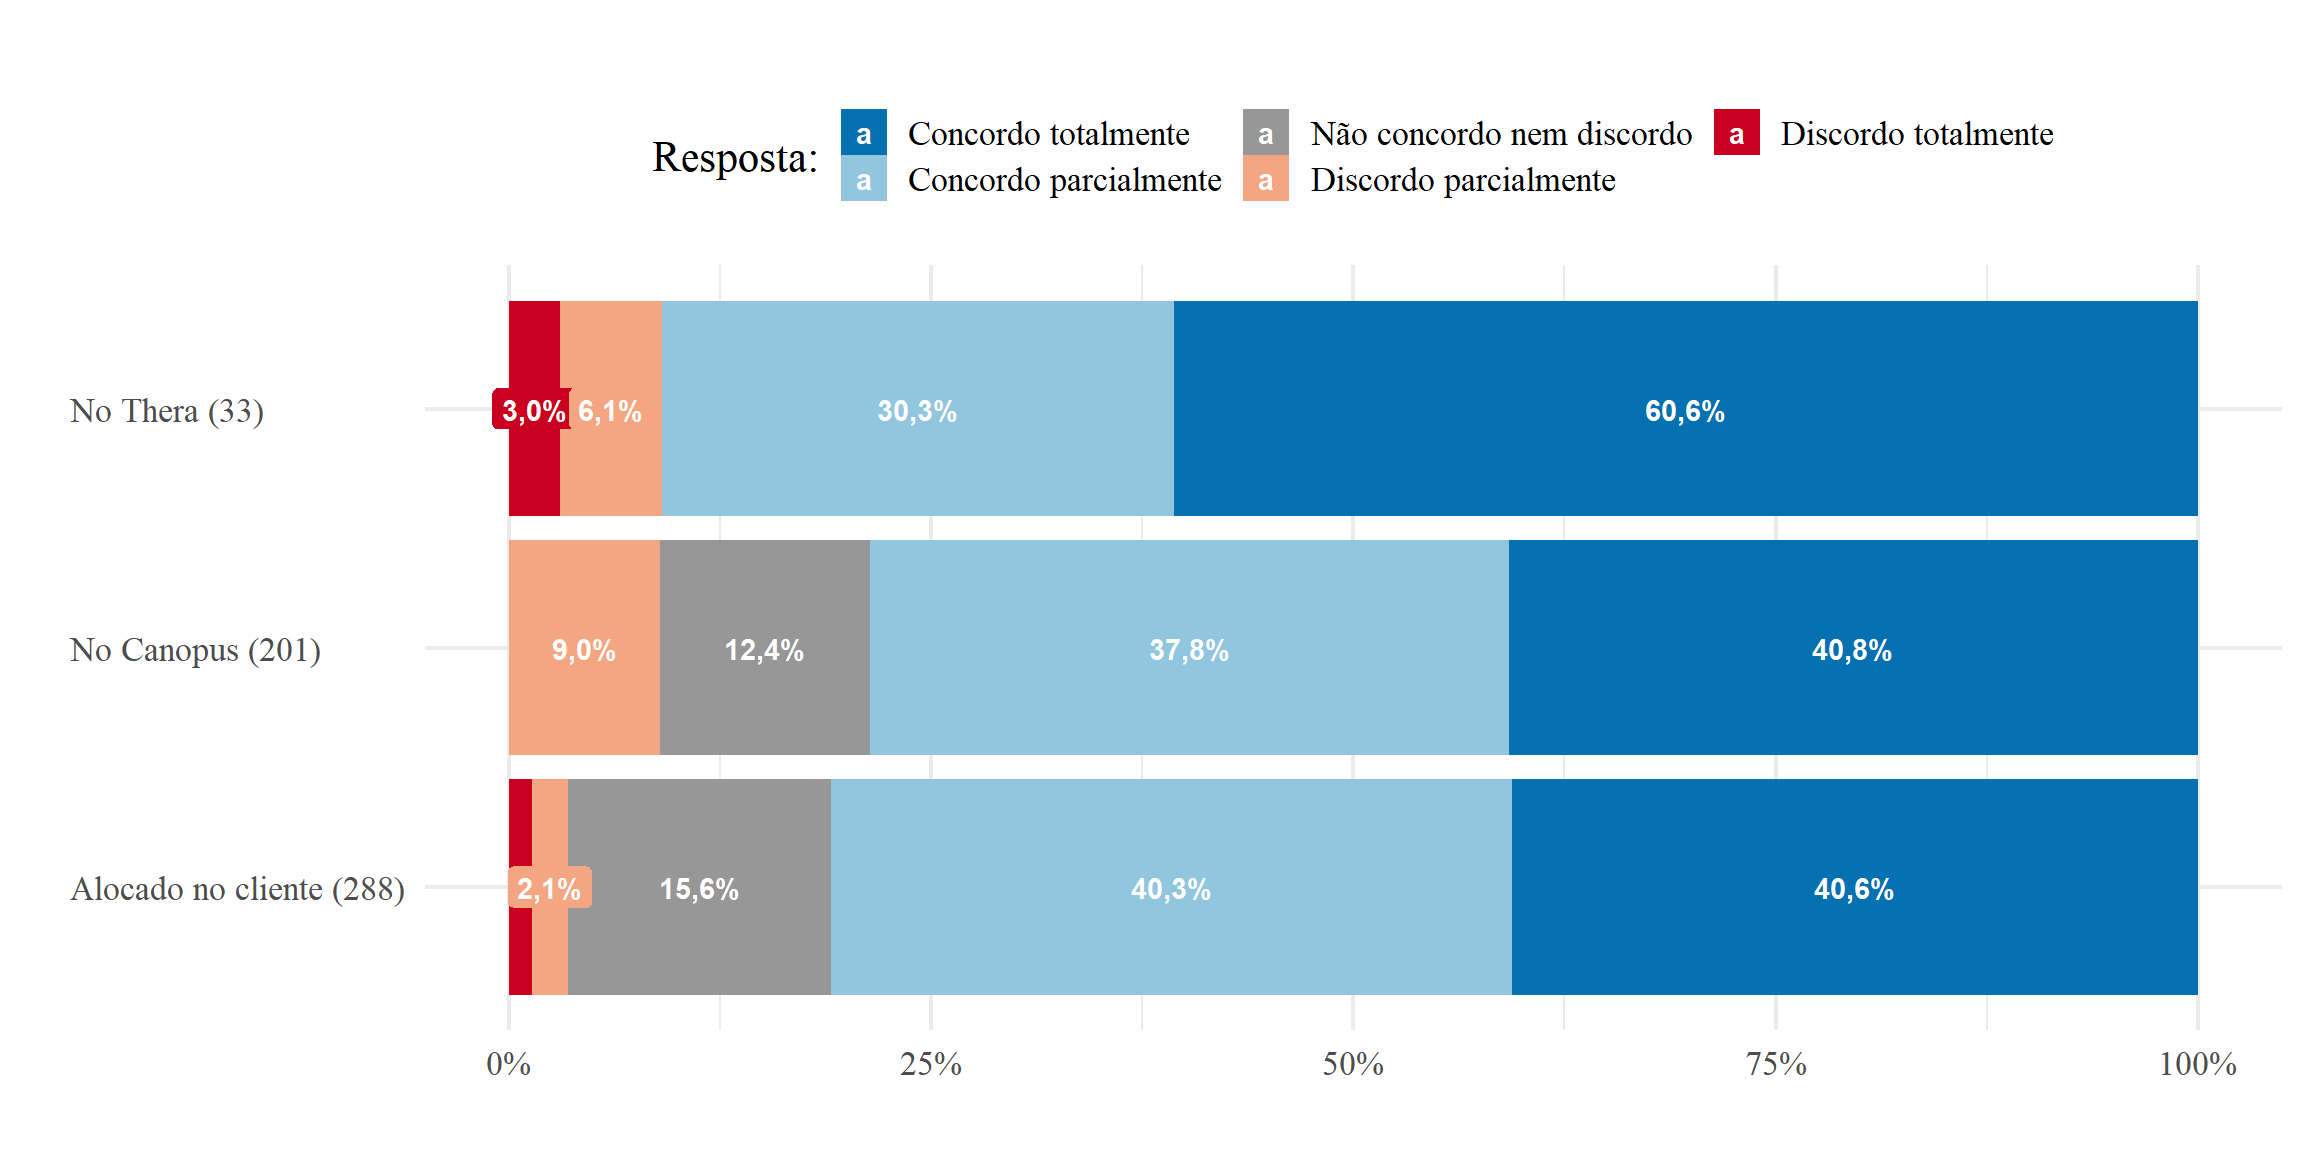 Resposta:
a Concordo totalmente
a Concordo parcialmente
a Não concordo nem discordo
a Discordo parcialmente
a Discordo totalmente
No Thera (33)
3,0% 6,1% 30,3% 60,6%
No Canopus (201)
9,0% 12,4% 37,8% 40,8%
Alocado no cliente (288)
2,1% 15,6% 40,3% 40,6%
0% 25% 50% 75% 100%